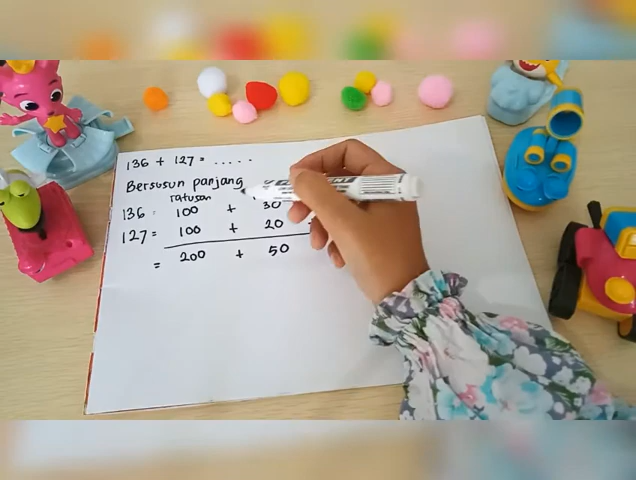 136 + 127 = .....
Bersusun panjang
ratusan
136 = 100 + 30
127 = 100 + 20
= 200 + 50